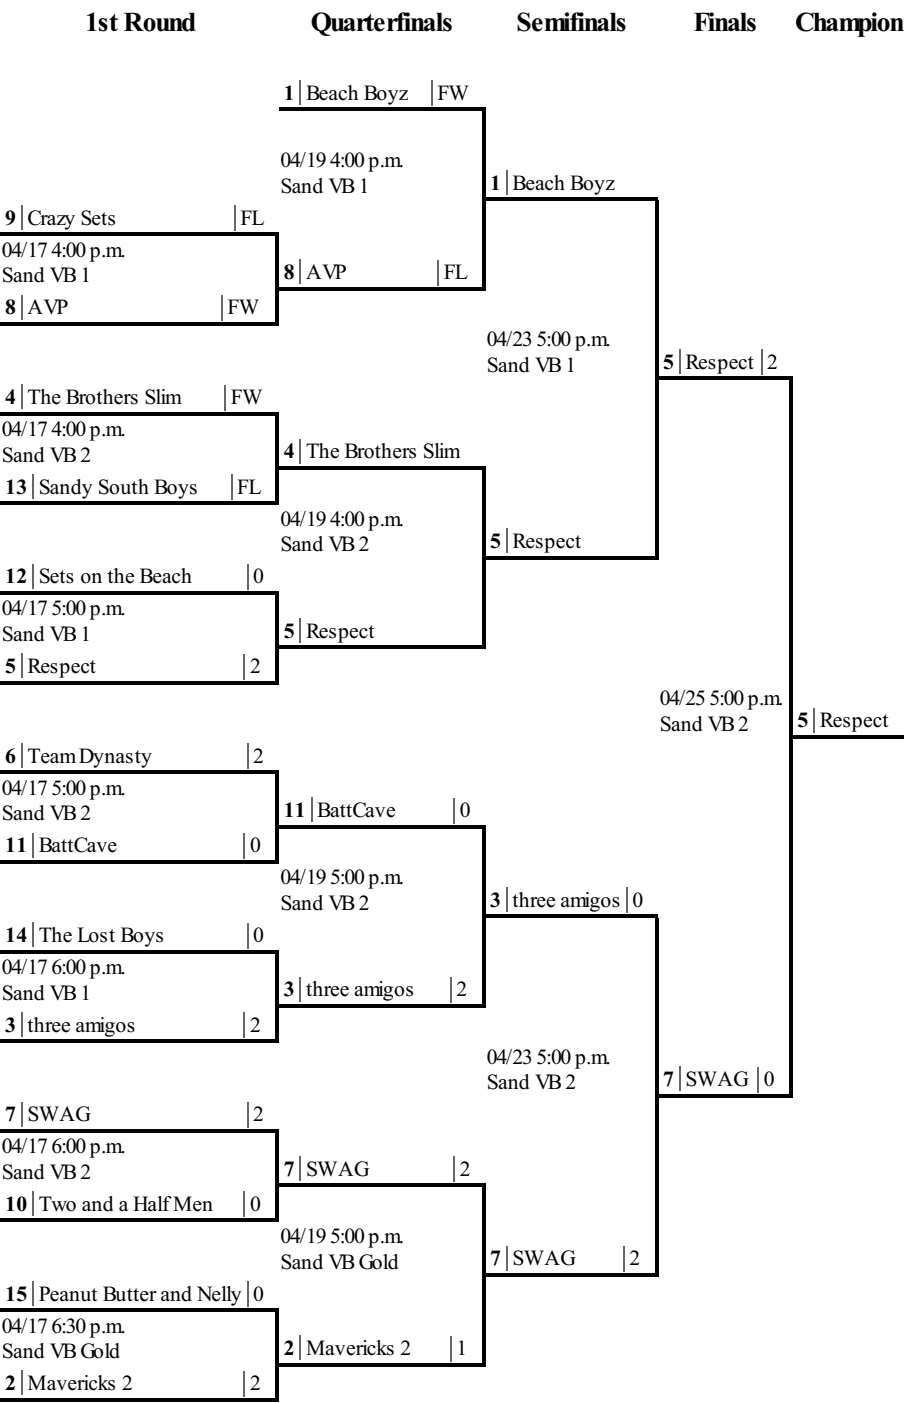 1st Round Quarterfinals Semifinals Finals Champion
1 Beach Boyz FW
04/19 4:00 p.m.
Sand VB 1
1 Beach Boyz
9 Crazy Sets FL
04/17 4:00 p.m.
Sand VB 1
8 AVP FL
8 AVP FW
04/23 5:00 p.m.
Sand VB 1
5 Respect 2
4 The Brothers Slim FW
04/17 4:00 p.m.
Sand VB 2
4 The Brothers Slim
13 Sandy South Boys FL
04/19 4:00 p.m.
Sand VB 2
5 Respect
12 Sets on the Beach 0
04/17 5:00 p.m.
Sand VB 1
5 Respect
5 Respect 2
04/25 5:00 p.m.
Sand VB 2
5 Respect
6 Team Dynasty 2
04/17 5:00 p.m.
Sand VB 2
11 BattCave 0
11 BattCave 0
04/19 5:00 p.m.
Sand VB 2
3 three amigos 0
14 The Lost Boys 0
04/17 6:00 p.m.
Sand VB 1
3 three amigos 2
3 three amigos 2
04/23 5:00 p.m.
Sand VB 2
7 SWAG 0
7 SWAG 2
04/17 6:00 p.m.
Sand VB 2
7 SWAG 2
10 Two and a Half Men 0
04/19 5:00 p.m.
Sand VB Gold
7 SWAG 2
15 Peanut Butter and Nelly 0
04/17 6:30 p.m.
Sand VB Gold
2 Mavericks 2 1
2 Mavericks 2 2